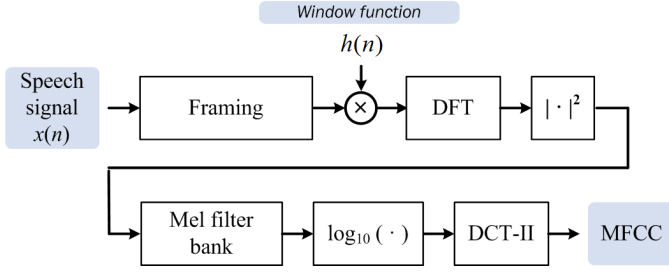 Window function
h(n)
Speech
signal
x(n)
Framing
×
DFT
| · |²
Mel filter
bank
log₁₀ ( · )
DCT-II
MFCC